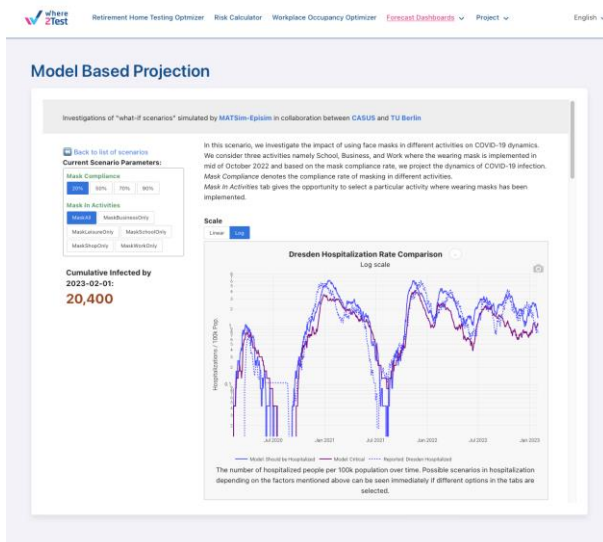 where
2Test
Retirement Home Testing Optmizer Risk Calculator Workplace Occupancy Optimizer Forecast Dashboards Project English
Model Based Projection
Investigations of "what-if scenarios" simulated by MATSim-Episim in collaboration between CASUS and TU Berlin
Back to list of scenarios
Current Scenario Parameters:
Mask Compliance
20% 50% 70% 90%
Mask In Activities
MaskAll MaskBusinessOnly
MaskLeisureOnly MaskSchoolOnly
MaskShopOnly MaskWorkOnly
Cumulative Infected by
2023-02-01:
20,400
In this scenario, we investigate the impact of using face masks in different activities on COVID-19 dynamics.
We consider three activities namely School, Business, and Work where the wearing mask is implemented in
mid of October 2022 and based on the mask compliance rate, we project the dynamics of COVID-19 infection.
Mask Compliance denotes the compliance rate of masking in different activities.
Mask in Activities tab gives the opportunity to select a particular activity where wearing masks has been
implemented.
Scale
Linear Log
Dresden Hospitalization Rate Comparison
Log scale
Hospitalizations / 100k Pop.
Jul 2020 Jan 2021 Jul 2021 Jan 2022 Jul 2022 Jan 2023
Model: Should be Hospitalized Model: Critical Reported: Dresden Hospitalized
The number of hospitalized people per 100k population over time. Possible scenarios in hospitalization
depending on the factors mentioned above can be seen immediately if different options in the tabs are
selected.